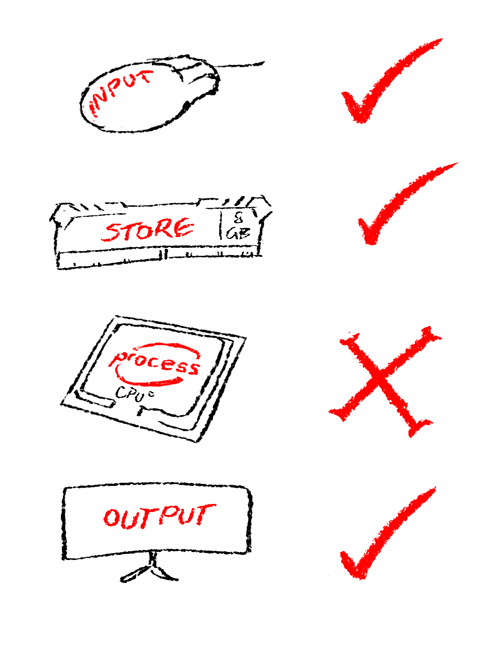 INPUT
STORE
8
GB
process
CPU
OUTPUT